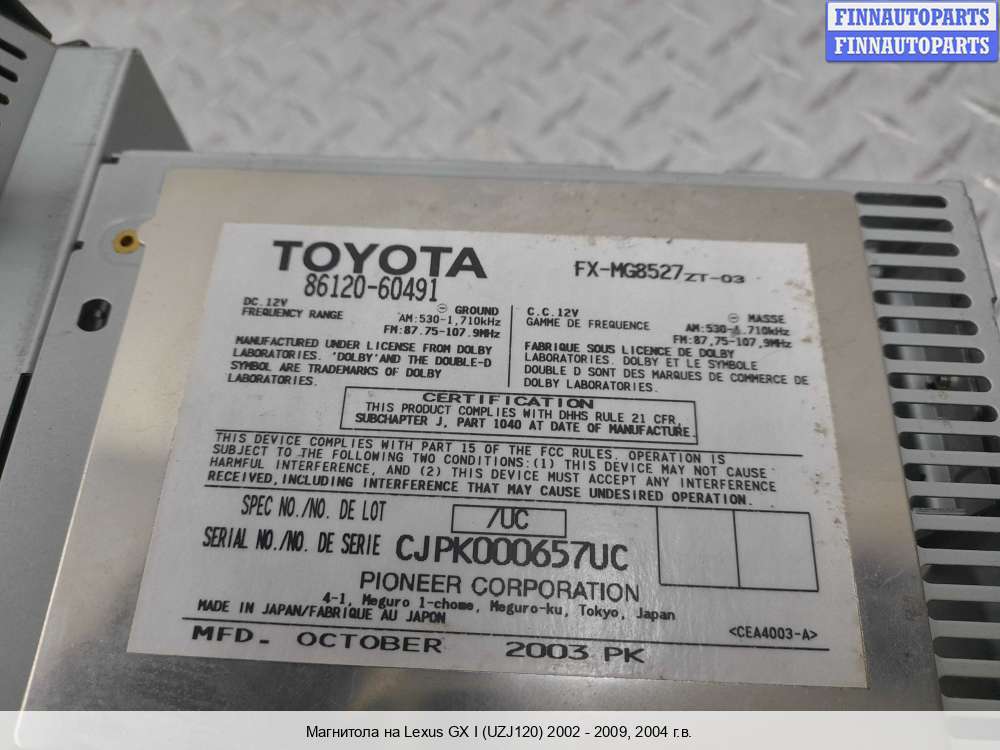 FINNAUTOPARTS
FINNAUTOPARTS
TOYOTA
86120-60491
FX-MG8527ZT-03
DC.12V ⊖ GROUND
FREQUENCY RANGE AM:530-1,710kHz
FM:87.75-107.9MHz
MANUFACTURED UNDER LICENSE FROM DOLBY
LABORATORIES. 'DOLBY'AND THE DOUBLE-D
SYMBOL ARE TRADEMARKS OF DOLBY
LABORATORIES.
C.C.12V ⊖ MASSE
GAMME DE FREQUENCE AM:530-1.710kHz
FM:87,75-107,9MHz
FABRIQUE SOUS LICENCE DE DOLBY
LABORATORIES. DOLBY ET LE SYMBOLE
DOUBLE D SONT DES MARQUES DE COMMERCE DE
DOLBY LABORATORIES.
CERTIFICATION
THIS PRODUCT COMPLIES WITH DHHS RULE 21 CFR,
SUBCHAPTER J, PART 1040 AT DATE OF MANUFACTURE.
THIS DEVICE COMPLIES WITH PART 15 OF THE FCC RULES. OPERATION IS
SUBJECT TO THE FOLLOWING TWO CONDITIONS:(1) THIS DEVICE MAY NOT CAUSE
HARMFUL INTERFERENCE, AND (2) THIS DEVICE MUST ACCEPT ANY INTERFERENCE
RECEIVED,INCLUDING INTERFERENCE THAT MAY CAUSE UNDESIRED OPERATION.
SPEC NO./NO. DE LOT /UC
SERIAL NO./NO. DE SERIE CJPK000657UC
PIONEER CORPORATION
4-1, Meguro 1-chome, Meguro-ku, Tokyo, Japan
MADE IN JAPAN/FABRIQUE AU JAPON
<CEA4003-A>
MFD- OCTOBER 2003 PK
Магнитола на Lexus GX I (UZJ120) 2002 - 2009, 2004 г.в.